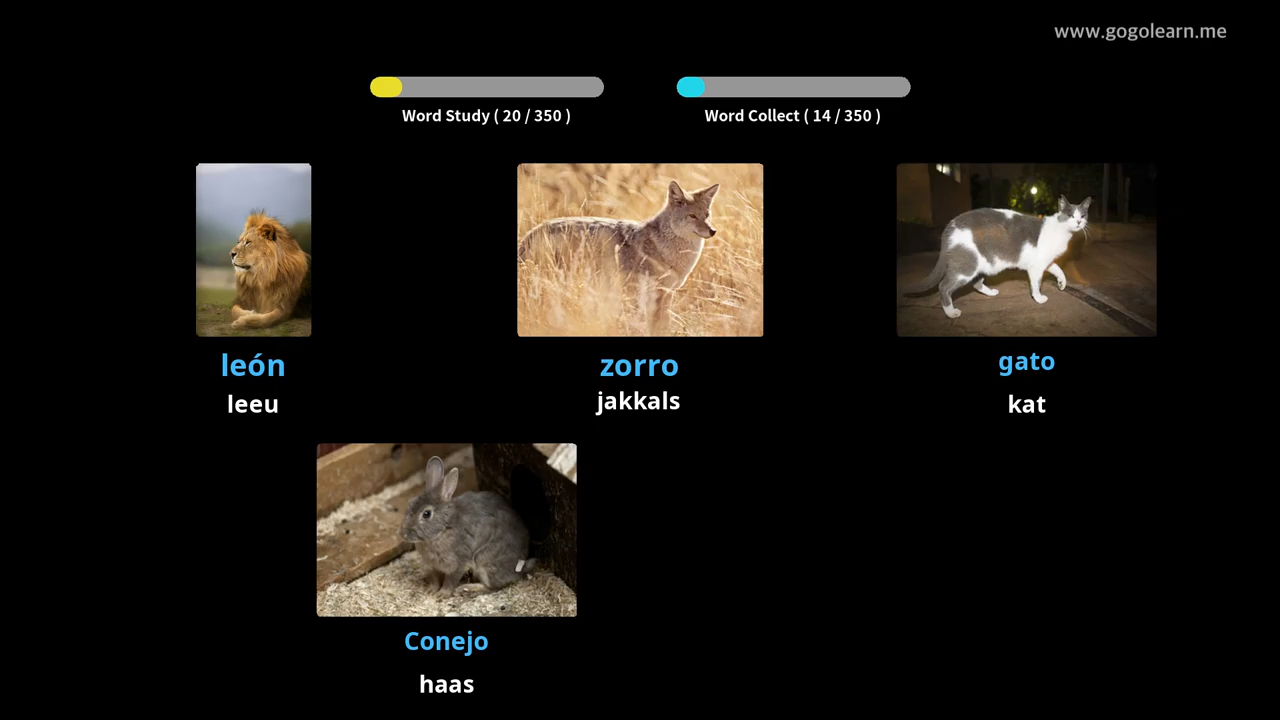 www.gogolearn.me
Word Study ( 20 / 350 )
Word Collect ( 14 / 350 )
león
leeu
zorro
jakkals
gato
kat
Conejo
haas